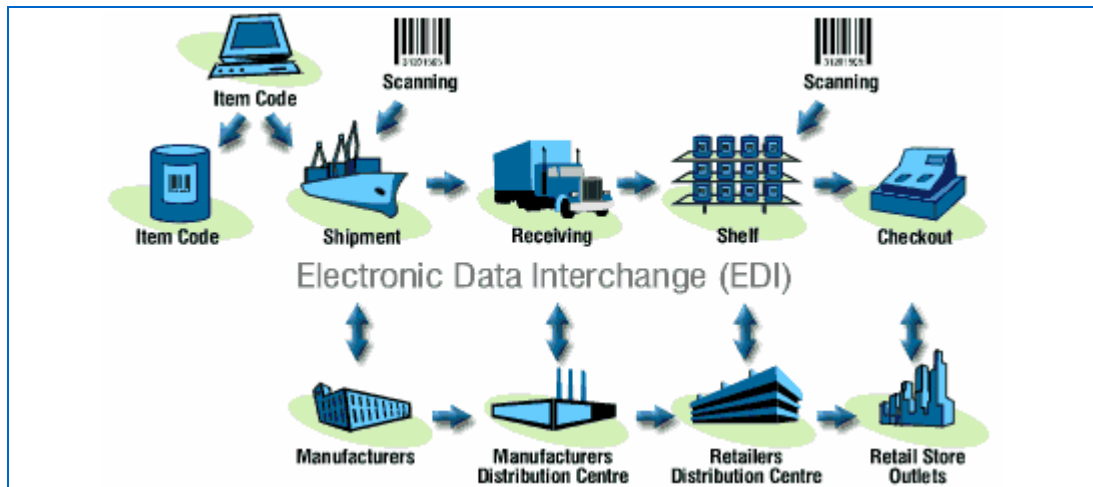 Item Code
Scanning
Scanning
Item Code
Shipment
Receiving
Shelf
Checkout
Electronic Data Interchange (EDI)
Manufacturers
Manufacturers
Distribution Centre
Retailers
Distribution Centre
Retail Store
Outlets